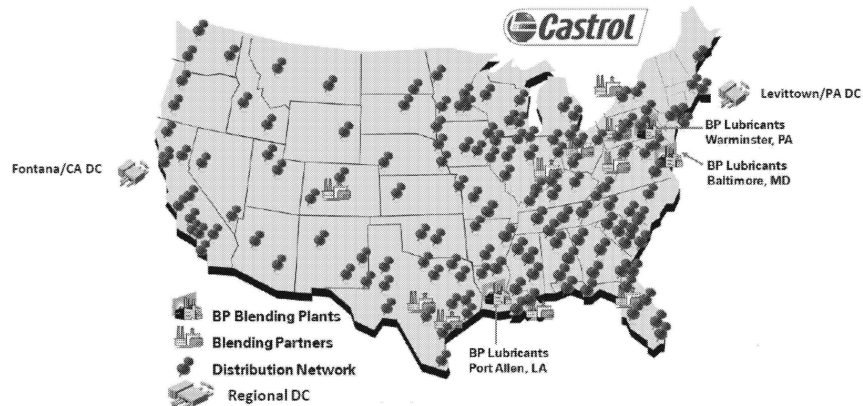 Castrol
Levittown/PA DC
BP Lubricants
Warminster, PA
BP Lubricants
Baltimore, MD
Fontana/CA DC
BP Blending Plants
Blending Partners
Distribution Network
Regional DC
BP Lubricants
Port Allen, LA